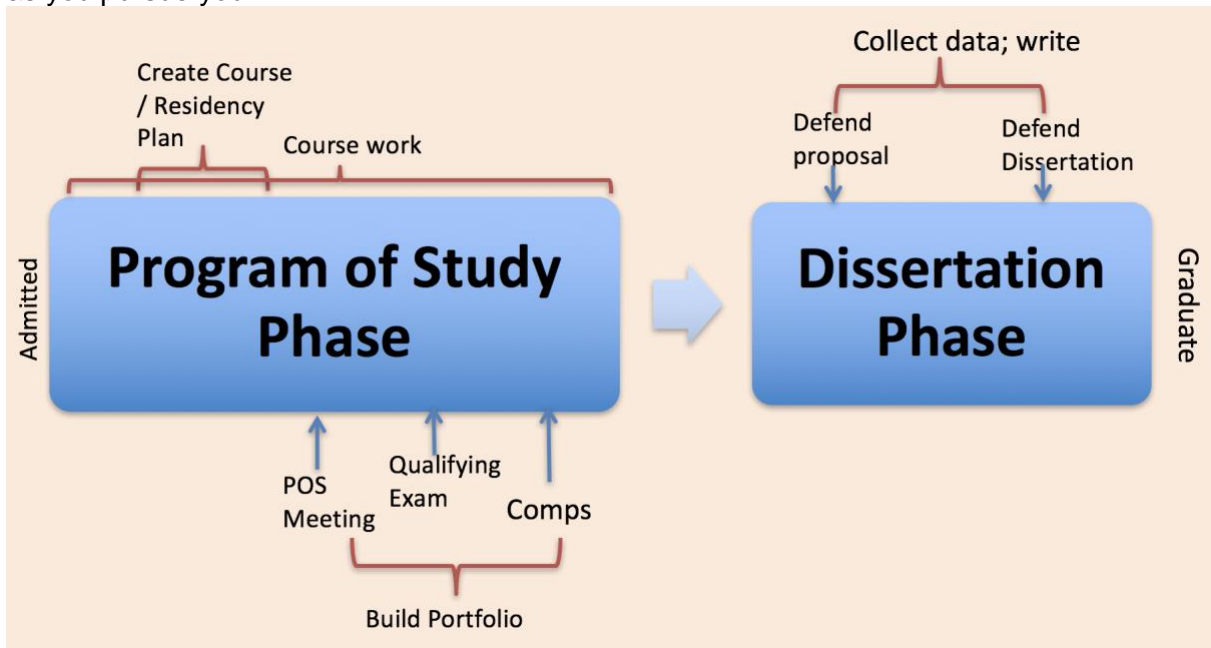 Create Course
/ Residency
Plan
Course work
Admitted
Program of Study
Phase
POS
Meeting
Qualifying
Exam
Comps
Build Portfolio
Collect data; write
Defend
proposal
Defend
Dissertation
Dissertation
Phase
Graduate